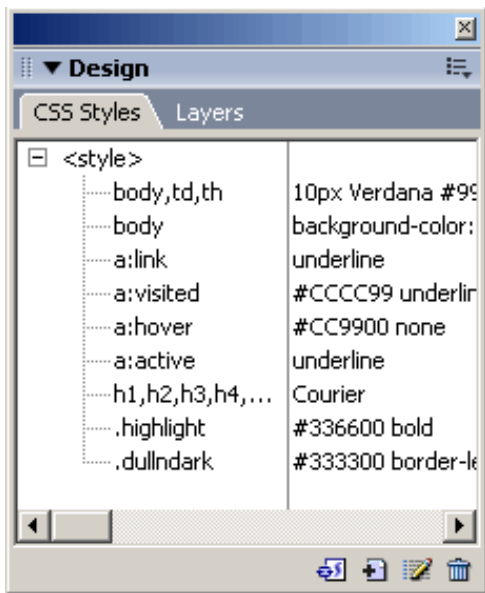 Design
CSS Styles Layers
<style>
body,td,th 10px Verdana #99
body background-color:
a:link underline
a:visited #CCCC99 underlin
a:hover #CC9900 none
a:active underline
h1,h2,h3,h4,... Courier
.highlight #336600 bold
.dullndark #333300 border-le